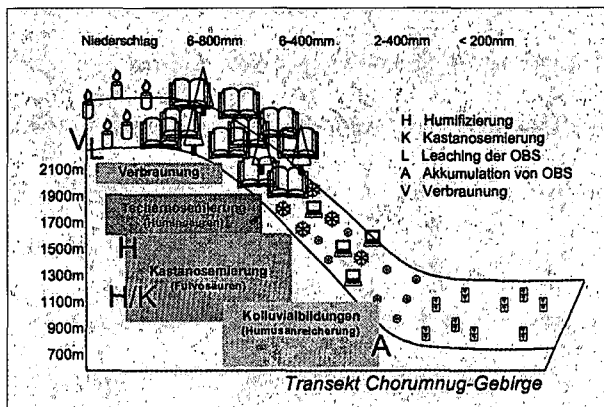 Niederschlag 6-800mm 6-400mm 2-400mm < 200mm
H Humifizierung
K Kastanosemierung
L Leaching der OBS
A Akkumulation von OBS
V Verbraunung
V L
2100m
1900m
1700m
1500m
1300m
1100m
900m
700m
Verbraunung
Tschernosemierung
(Huminsäuren)
H
Kastanosemierung
(Fulvosäuren)
H/K
Kolluvialbildungen
(Humusanreicherung)
A
Transekt Chorumnug-Gebirge